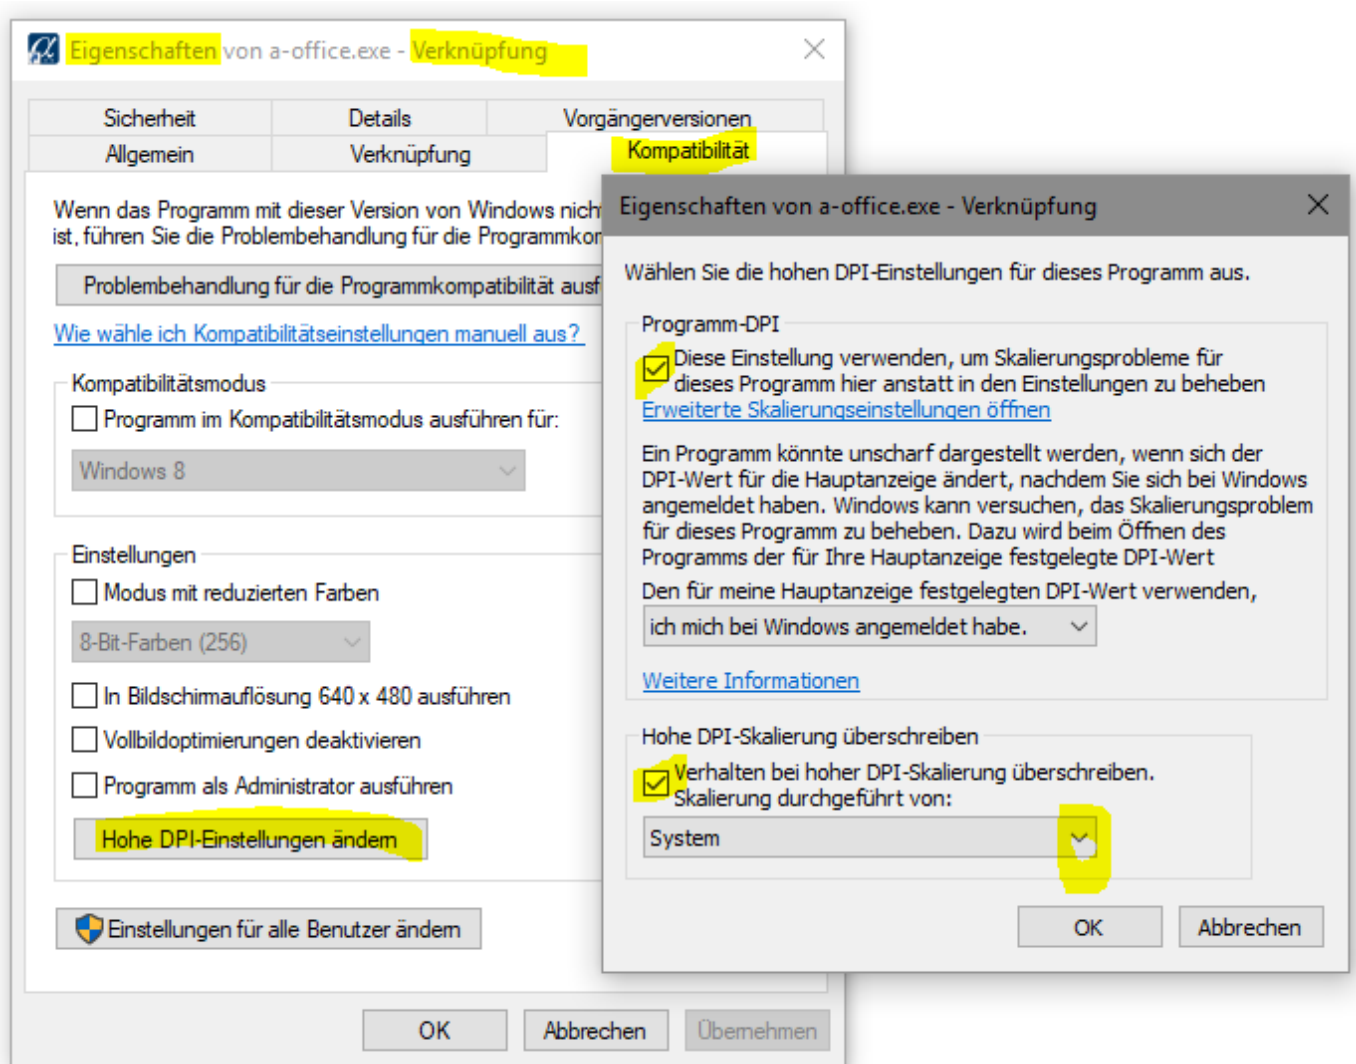 Eigenschaften von a-office.exe - Verknüpfung
Sicherheit
Details
Vorgängerversionen
Allgemein
Verknüpfung
Kompatibilität
Wenn das Programm mit dieser Version von Windows nich
ist, führen Sie die Problembehandlung für die Programmkor
Problembehandlung für die Programmkompatibilität ausf
Wie wähle ich Kompatibilitätseinstellungen manuell aus?
Kompatibilitätsmodus
Programm im Kompatibilitätsmodus ausführen für:
Windows 8
Einstellungen
Modus mit reduzierten Farben
8-Bit-Farben (256)
In Bildschirmauflösung 640 x 480 ausführen
Vollbildoptimierungen deaktivieren
Programm als Administrator ausführen
Hohe DPI-Einstellungen ändern
Einstellungen für alle Benutzer ändern
OK
Abbrechen
Übernehmen
Eigenschaften von a-office.exe - Verknüpfung
Wählen Sie die hohen DPI-Einstellungen für dieses Programm aus.
Programm-DPI
Diese Einstellung verwenden, um Skalierungsprobleme für
dieses Programm hier anstatt in den Einstellungen zu beheben
Erweiterte Skalierungseinstellungen öffnen
Ein Programm könnte unscharf dargestellt werden, wenn sich der
DPI-Wert für die Hauptanzeige ändert, nachdem Sie sich bei Windows
angemeldet haben. Windows kann versuchen, das Skalierungsproblem
für dieses Programm zu beheben. Dazu wird beim Öffnen des
Programms der für Ihre Hauptanzeige festgelegte DPI-Wert
Den für meine Hauptanzeige festgelegten DPI-Wert verwenden,
ich mich bei Windows angemeldet habe.
Weitere Informationen
Hohe DPI-Skalierung überschreiben
Verhalten bei hoher DPI-Skalierung überschreiben.
Skalierung durchgeführt von:
System
OK
Abbrechen